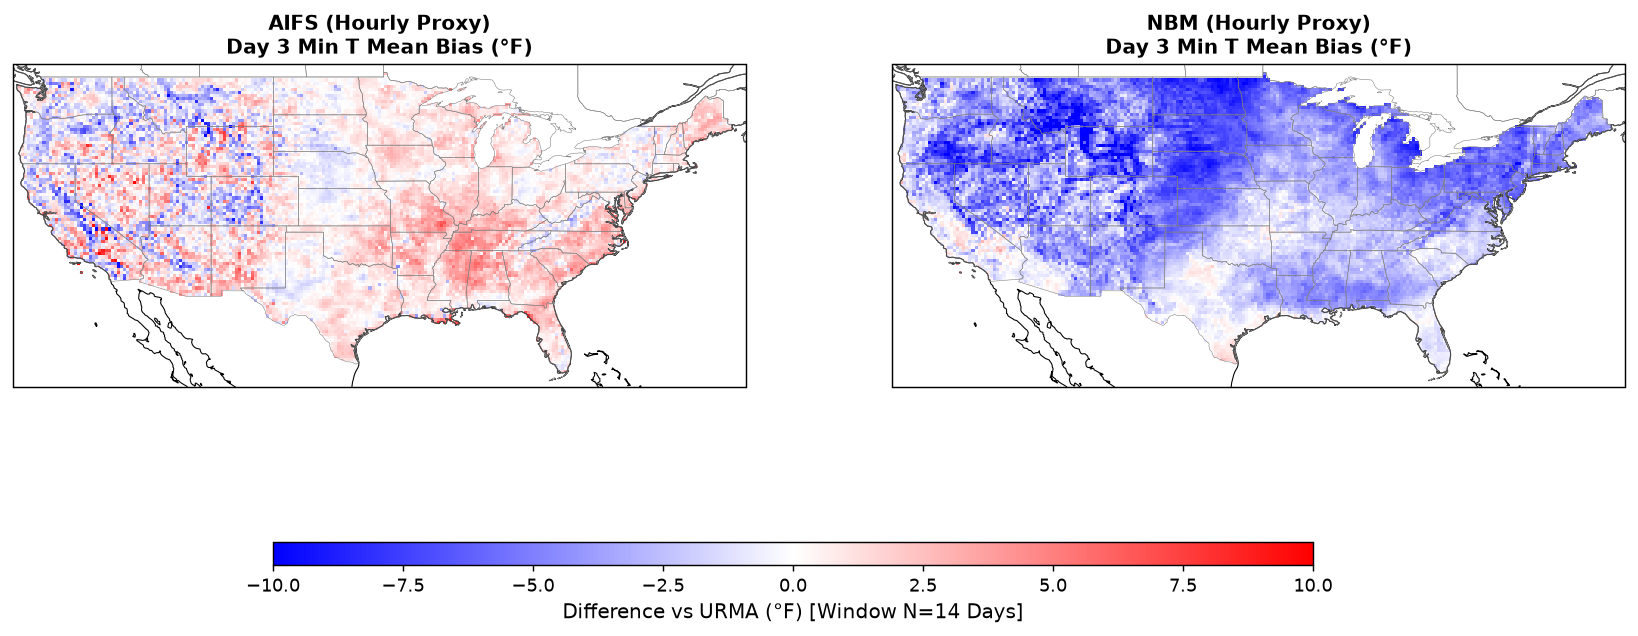 AIFS (Hourly Proxy)
Day 3 Min T Mean Bias (°F)
NBM (Hourly Proxy)
Day 3 Min T Mean Bias (°F)
−10.0 −7.5 −5.0 −2.5 0.0 2.5 5.0 7.5 10.0
Difference vs URMA (°F) [Window N=14 Days]